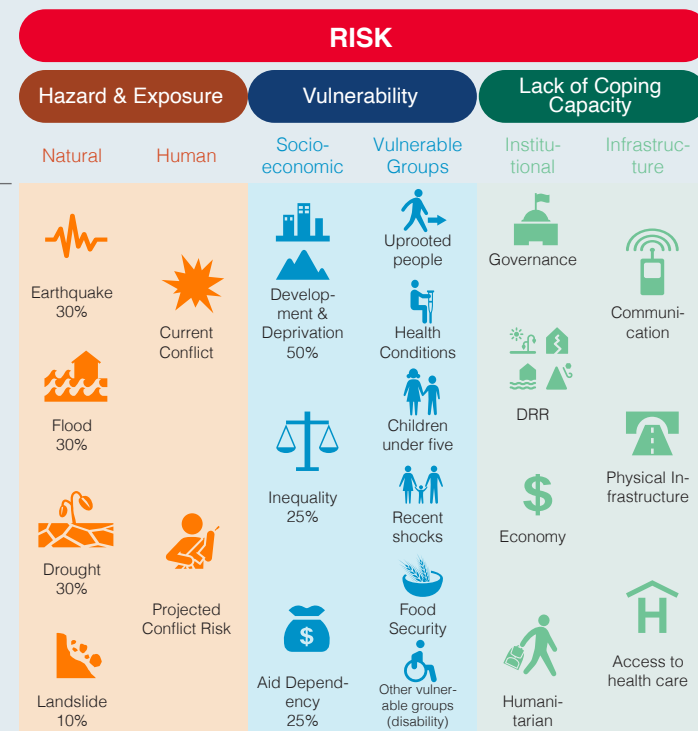 RISK
Hazard & Exposure
Vulnerability
Lack of Coping
Capacity
Natural
Human
Socio-
economic
Vulnerable
Groups
Institu-
tional
Infrastruc-
ture
Earthquake
30%
Flood
30%
Drought
30%
Landslide
10%
Current
Conflict
Projected
Conflict Risk
Develop-
ment &
Deprivation
50%
Inequality
25%
$
Aid Depend-
ency
25%
Uprooted
people
Health
Conditions
Children
under five
Recent
shocks
Food
Security
Other vulner-
able groups
(disability)
Governance
DRR
$
Economy
Humani-
tarian
Communi-
cation
Physical In-
frastructure
H
Access to
health care